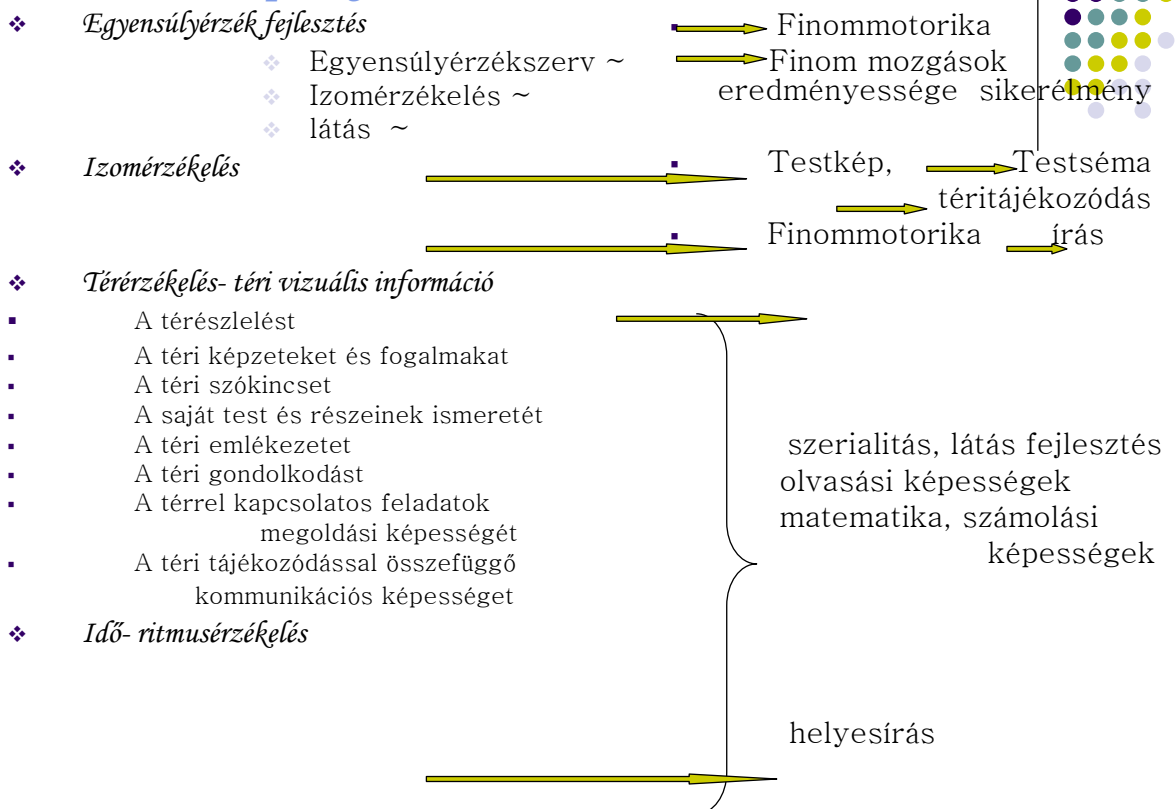 Egyensúlyérzék fejlesztés
Finommotorika
Egyensúlyérzékszerv ~
Finom mozgások
Izomérzékelés ~
eredményessége sikerélmény
látás ~
Izomérzékelés
Testkép, Testséma
téritájékozódás
Finommotorika írás
Térérzékelés- téri vizuális információ
A térészlelést
A téri képzeteket és fogalmakat
A téri szókincset
A saját test és részeinek ismeretét
A téri emlékezetet
A téri gondolkodást
A térrel kapcsolatos feladatok
megoldási képességét
A téri tájékozódással összefüggő
kommunikációs képességet
szerialitás, látás fejlesztés
olvasási képességek
matematika, számolási
képességek
Idő- ritmusérzékelés
helyesírás